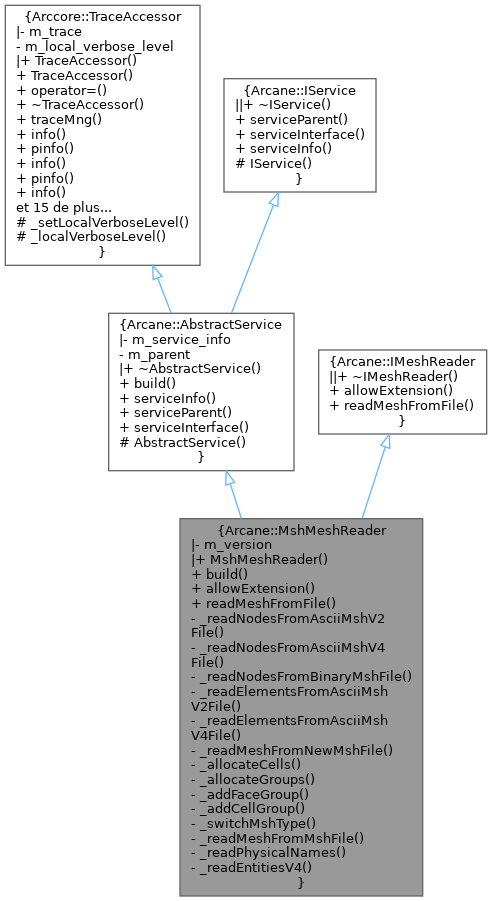 {Arccore::TraceAccessor
|- m_trace
- m_local_verbose_level
|+ TraceAccessor()
+ TraceAccessor()
+ operator=()
+ ~TraceAccessor()
+ traceMng()
+ info()
+ pinfo()
+ info()
+ pinfo()
+ info()
et 15 de plus...
# _setLocalVerboseLevel()
# _localVerboseLevel()
}
{Arcane::IService
||+ ~IService()
+ serviceParent()
+ serviceInterface()
+ serviceInfo()
# IService()
}
{Arcane::AbstractService
|- m_service_info
- m_parent
|+ ~AbstractService()
+ build()
+ serviceInfo()
+ serviceParent()
+ serviceInterface()
# AbstractService()
}
{Arcane::IMeshReader
||+ ~IMeshReader()
+ allowExtension()
+ readMeshFromFile()
}
{Arcane::MshMeshReader
|- m_version
|+ MshMeshReader()
+ build()
+ allowExtension()
+ readMeshFromFile()
- _readNodesFromAsciiMshV2
File()
- _readNodesFromAsciiMshV4
File()
- _readNodesFromBinaryMshFile()
- _readElementsFromAsciiMsh
V2File()
- _readElementsFromAsciiMsh
V4File()
- _readMeshFromNewMshFile()
- _allocateCells()
- _allocateGroups()
- _addFaceGroup()
- _addCellGroup()
- _switchMshType()
- _readMeshFromMshFile()
- _readPhysicalNames()
- _readEntitiesV4()
}